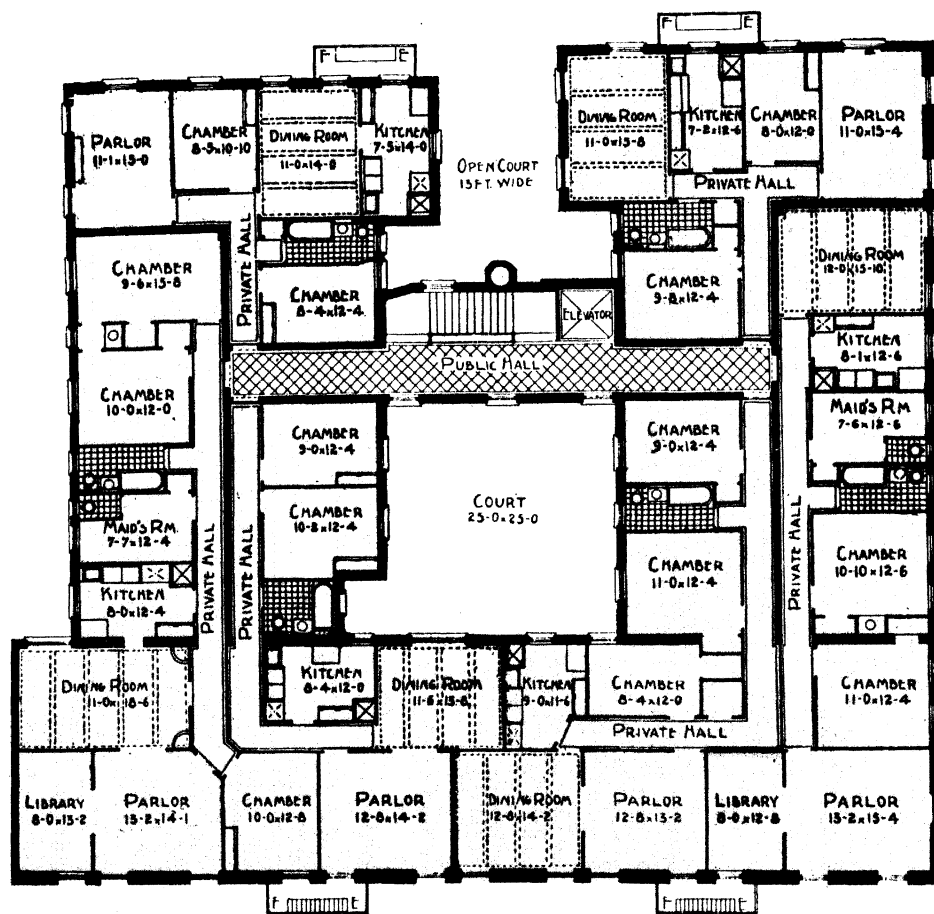 F E
F E
PARLOR
11-1x15-0
CHAMBER
8-5x10-10
DINING ROOM
11-0x14-0
KITCHEN
7-5x14-0
OPEN COURT
15 FT. WIDE
DINING ROOM
11-0x15-8
KITCHEN
7-2x12-6
CHAMBER
8-0x12-0
PARLOR
11-0x15-4
PRIVATE HALL
PRIVATE HALL
CHAMBER
9-6x15-8
CHAMBER
8-4x12-4
CHAMBER
9-8x12-4
DINING ROOM
12-0x15-10
ELEVATOR
PUBLIC HALL
KITCHEN
8-1x12-6
CHAMBER
10-0x12-0
MAID'S RM
7-6x12-6
CHAMBER
9-0x12-4
CHAMBER
9-0x12-4
COURT
25-0x25-0
CHAMBER
10-2x12-4
MAID'S RM.
7-7x12-4
PRIVATE HALL
PRIVATE HALL
PRIVATE HALL
CHAMBER
11-0x12-4
CHAMBER
10-10x12-6
KITCHEN
8-0x12-4
DINING ROOM
11-0x18-6
KITCHEN
8-4x12-0
DINING ROOM
11-6x15-8
KITCHEN
9-0x11-6
CHAMBER
8-4x12-0
CHAMBER
11-0x12-4
PRIVATE HALL
LIBRARY
8-0x13-2
PARLOR
15-2x14-1
CHAMBER
10-0x12-8
PARLOR
12-8x14-2
DINING ROOM
12-8x14-2
PARLOR
12-8x13-2
LIBRARY
8-0x12-8
PARLOR
15-2x15-4
F E
F E